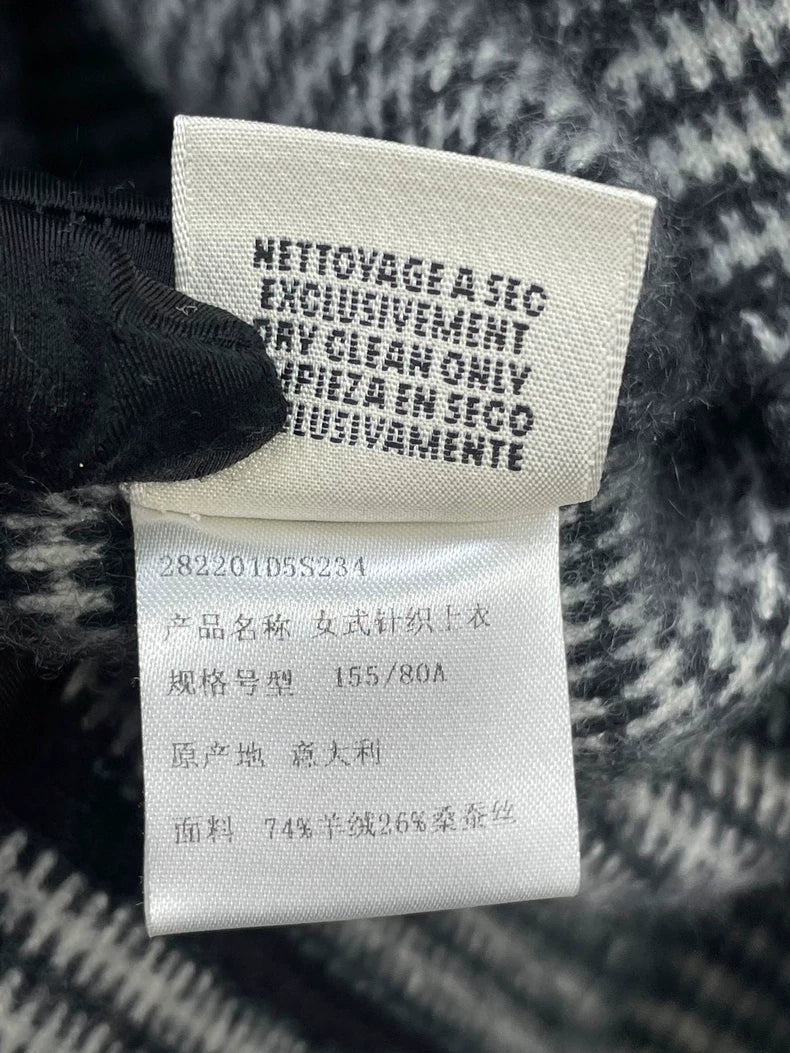 NETTOYAGE A SEC
EXCLUSIVEMENT
DRY CLEAN ONLY
EN SECO
282201D5S234
产品名称 女式针织上衣
规格号型 155/80A
原产地 意大利
面料 74%羊绒26%桑蚕丝